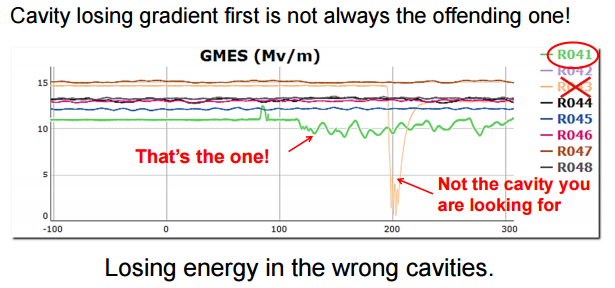 Cavity losing gradient first is not always the offending one!
GMES (Mv/m)
R041
R042
R043
R044
R045
R046
R047
R048
15
10
5
0
-100
0
100
200
300
That's the one!
Not the cavity you
are looking for
Losing energy in the wrong cavities.